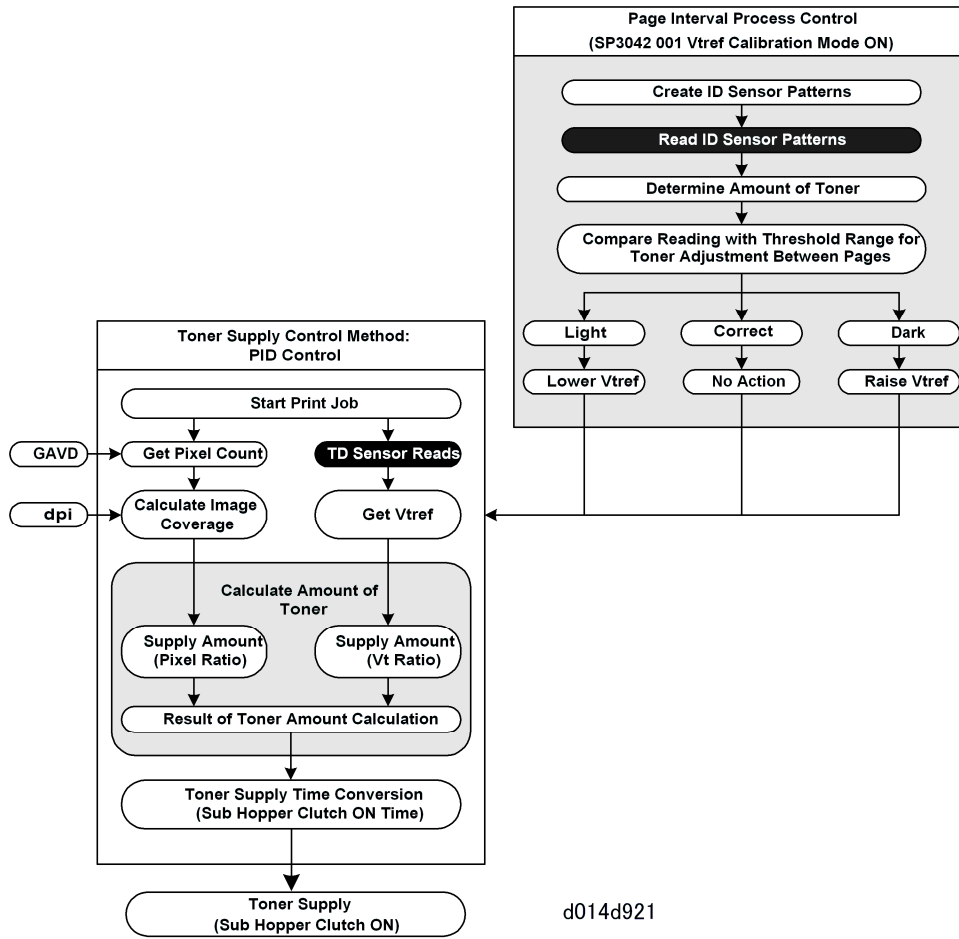 Page Interval Process Control
(SP3042 001 Vtref Calibration Mode ON)
Create ID Sensor Patterns
Read ID Sensor Patterns
Determine Amount of Toner
Compare Reading with Threshold Range for
Toner Adjustment Between Pages
Light
Correct
Dark
Lower Vtref
No Action
Raise Vtref
Toner Supply Control Method:
PID Control
Start Print Job
GAVD
Get Pixel Count
TD Sensor Reads
dpi
Calculate Image
Coverage
Get Vtref
Calculate Amount of
Toner
Supply Amount
(Pixel Ratio)
Supply Amount
(Vt Ratio)
Result of Toner Amount Calculation
Toner Supply Time Conversion
(Sub Hopper Clutch ON Time)
Toner Supply
(Sub Hopper Clutch ON)
d014d921